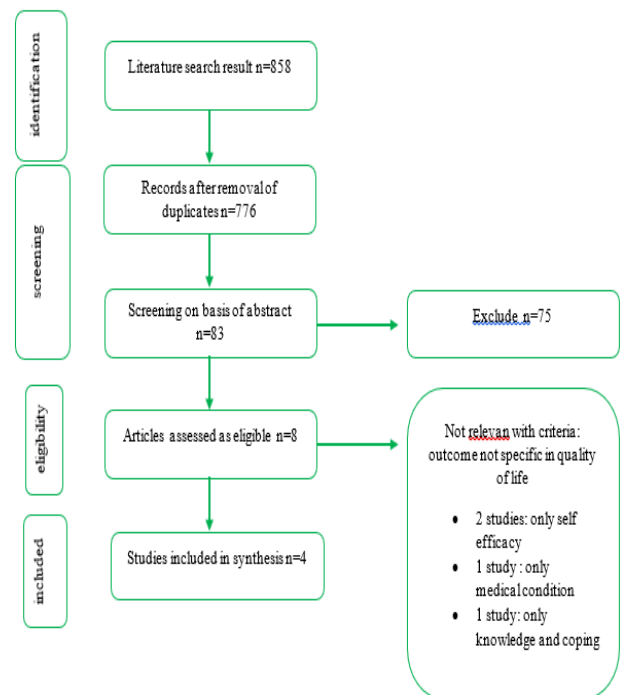 identification
Literature search result n=858
screening
Records after removal of
duplicates n=776
Screening on basis of abstract
n=83
Exclude n=75
eligibility
Articles assessed as eligible n=8
Not relevan with criteria:
outcome not specific in quality
of life
• 2 studies: only self
efficacy
• 1 study : only
medical condition
• 1 study: only
knowledge and coping
included
Studies included in synthesis n=4